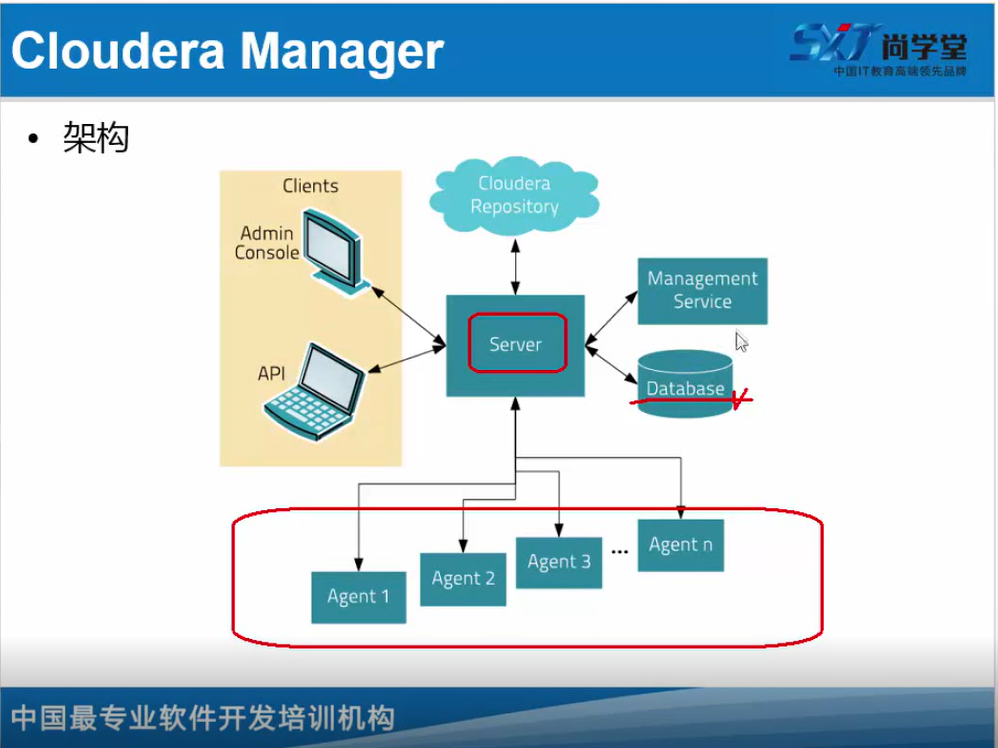 Cloudera Manager
SXT 尚学堂
中国IT教育高端领先品牌
• 架构
Clients
Admin
Console
API
Cloudera
Repository
Server
Management
Service
Database
Agent 1
Agent 2
Agent 3
...
Agent n
中国最专业软件开发培训机构